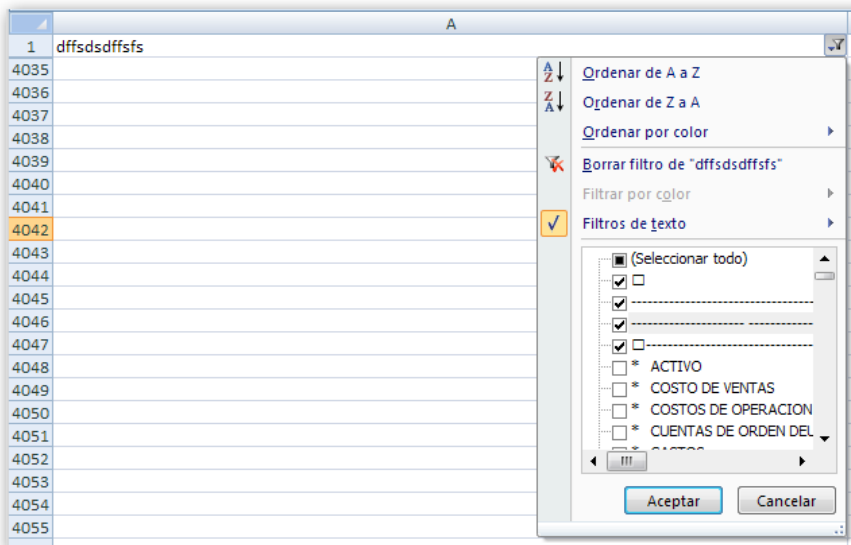 A
1 dffsdsdffsfs
4035
Ordenar de A a Z
4036
Ordenar de Z a A
4037
4038
Ordenar por color
4039
Borrar filtro de "dffsdsdffsfs"
4040
Filtrar por color
4041
4042
Filtros de texto
4043
(Seleccionar todo)
4044
4045
----------------------------------
4046
--------------------- ------------
4047
--------------------------------
4048
* ACTIVO
4049
* COSTO DE VENTAS
4050
* COSTOS DE OPERACION
4051
* CUENTAS DE ORDEN DEU
4052
4053
4054
Aceptar Cancelar
4055